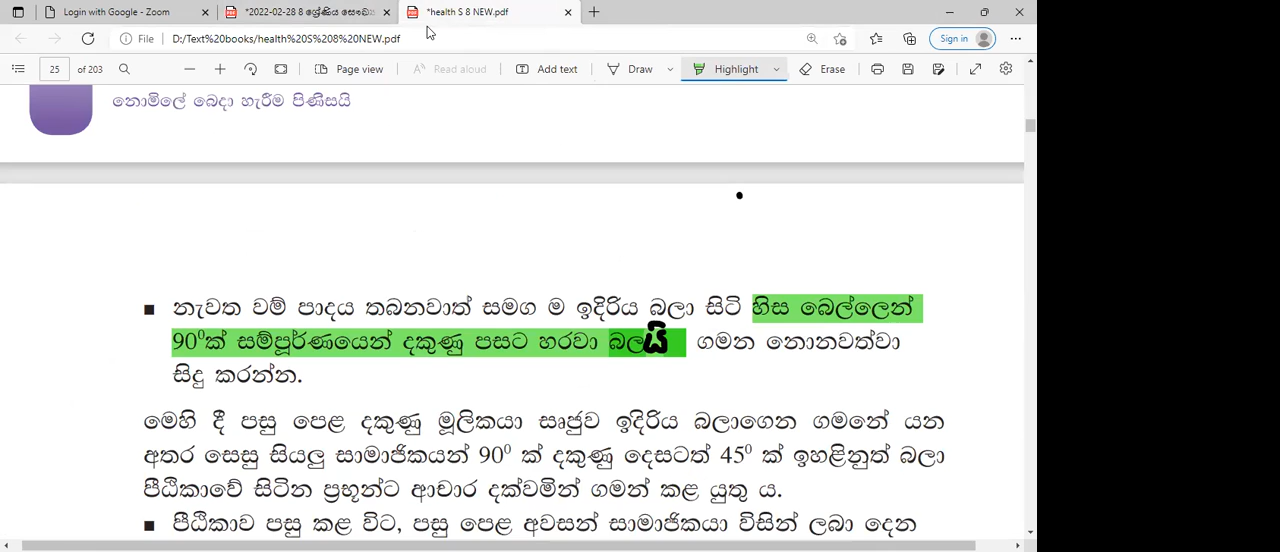 Login with Google - Zoom
*2022-02-28 8 ශ්‍රේණිය සෞඛ්‍ය
*health S 8 NEW.pdf
File
D:/Text%20books/health%20S%208%20NEW.pdf
Sign in
25 of 203
Page view
Read aloud
Add text
Draw
Highlight
Erase
නොමිලේ බෙදා හැරීම පිණිසයි
නැවත වම් පාදය තබනවාත් සමග ම ඉදිරිය බලා සිටි හිස බෙල්ලෙන්
90⁰ක් සම්පූර්ණයෙන් දකුණු පසට හරවා බලයි ගමන නොනවත්වා
සිදු කරන්න.
මෙහි දී පසු පෙළ දකුණු මූලිකයා සෘජුව ඉදිරිය බලාගෙන ගමනේ යන
අතර සෙසු සියලු සාමාජිකයන් 90⁰ ක් දකුණු දෙසටත් 45⁰ ක් ඉහළිනුත් බලා
පීඨිකාවේ සිටින ප්‍රභූන්ට ආචාර දක්වමින් ගමන් කළ යුතු ය.
පීඨිකාව පසු කළ විට, පසු පෙළ අවසන් සාමාජිකයා විසින් ලබා දෙන